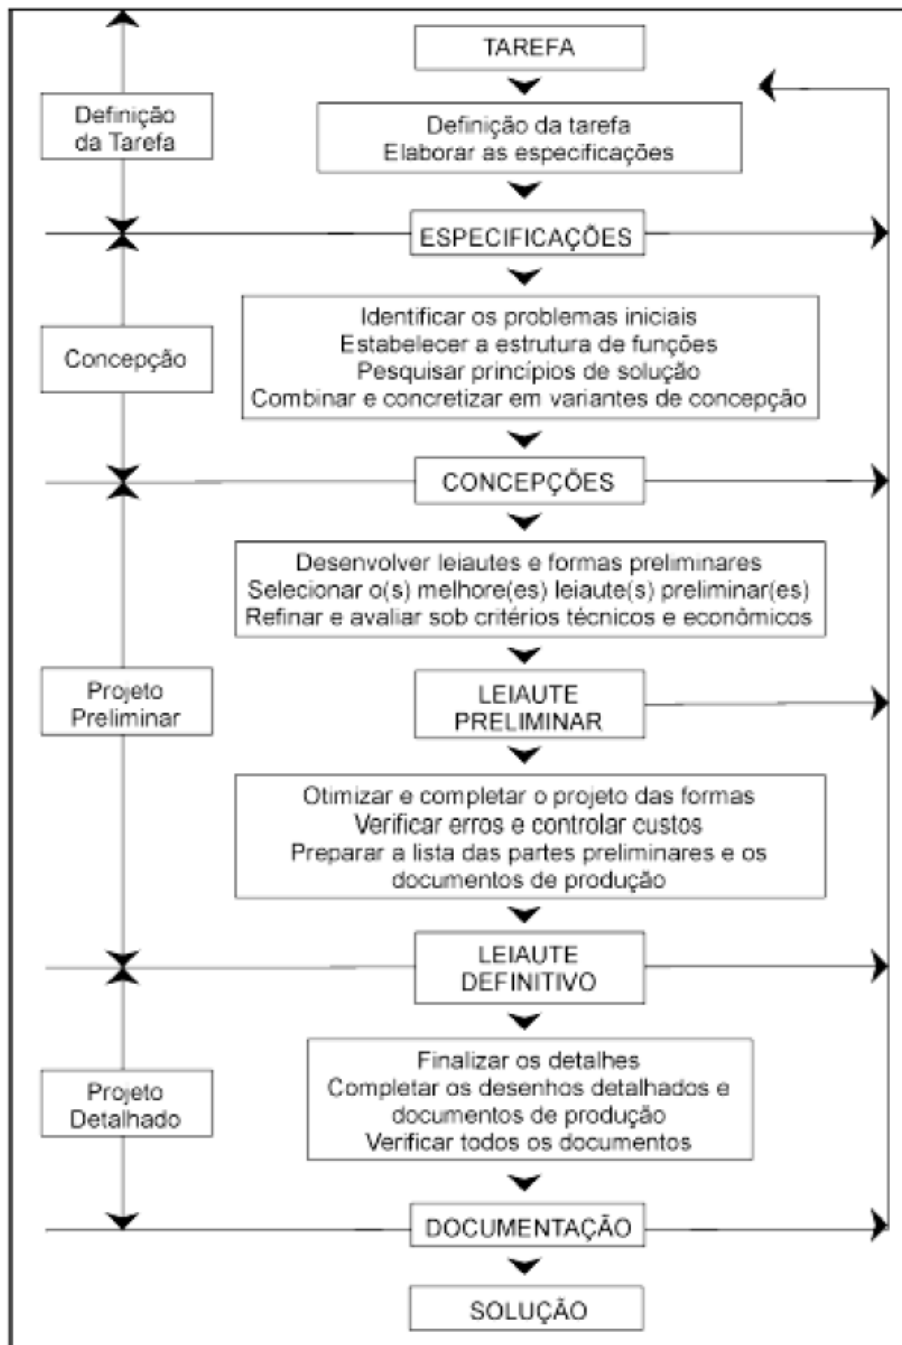 TAREFA
Definição
da Tarefa
Definição da tarefa
Elaborar as especificações
ESPECIFICAÇÕES
Concepção
Identificar os problemas iniciais
Estabelecer a estrutura de funções
Pesquisar princípios de solução
Combinar e concretizar em variantes de concepção
CONCEPÇÕES
Desenvolver leiautes e formas preliminares
Selecionar o(s) melhore(es) leiaute(s) preliminar(es)
Refinar e avaliar sob critérios técnicos e econômicos
Projeto
Preliminar
LEIAUTE
PRELIMINAR
Otimizar e completar o projeto das formas
Verificar erros e controlar custos
Preparar a lista das partes preliminares e os
documentos de produção
LEIAUTE
DEFINITIVO
Projeto
Detalhado
Finalizar os detalhes
Completar os desenhos detalhados e
documentos de produção
Verificar todos os documentos
DOCUMENTAÇÃO
SOLUÇÃO